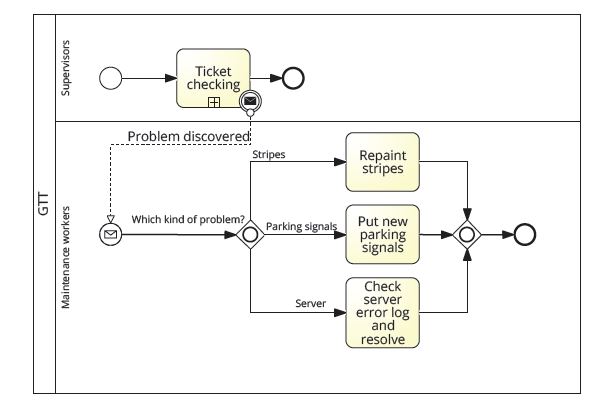 GTT
Supervisors
Ticket
checking
Problem discovered
Maintenance workers
Which kind of problem?
Stripes
Repaint
stripes
Parking signals
Put new
parking
signals
Server
Check
server
error log
and
resolve